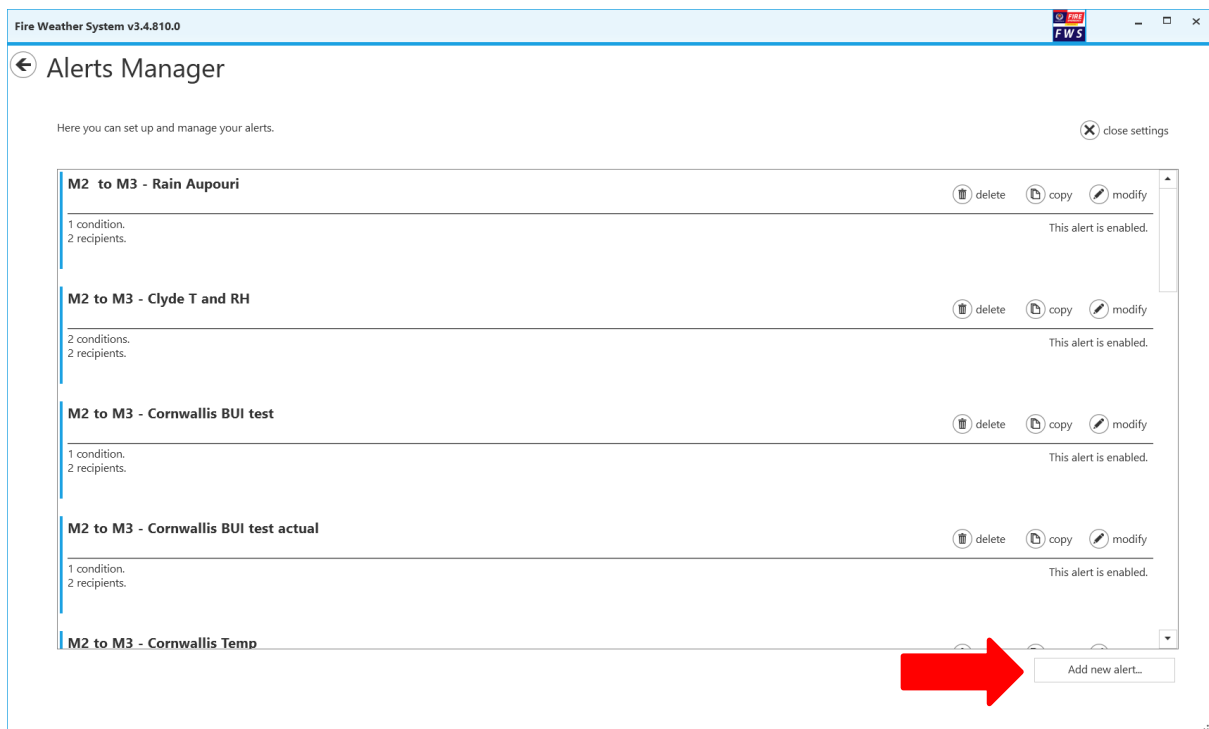 Fire Weather System v3.4.810.0
FIRE
FWS
Alerts Manager
Here you can set up and manage your alerts.
close settings
M2  to M3 - Rain Aupouri
delete copy modify
1 condition.
This alert is enabled.
2 recipients.
M2 to M3 - Clyde T and RH
delete copy modify
2 conditions.
This alert is enabled.
2 recipients.
M2 to M3 - Cornwallis BUI test
delete copy modify
1 condition.
This alert is enabled.
2 recipients.
M2 to M3 - Cornwallis BUI test actual
delete copy modify
1 condition.
This alert is enabled.
2 recipients.
M2 to M3 - Cornwallis Temp
Add new alert...